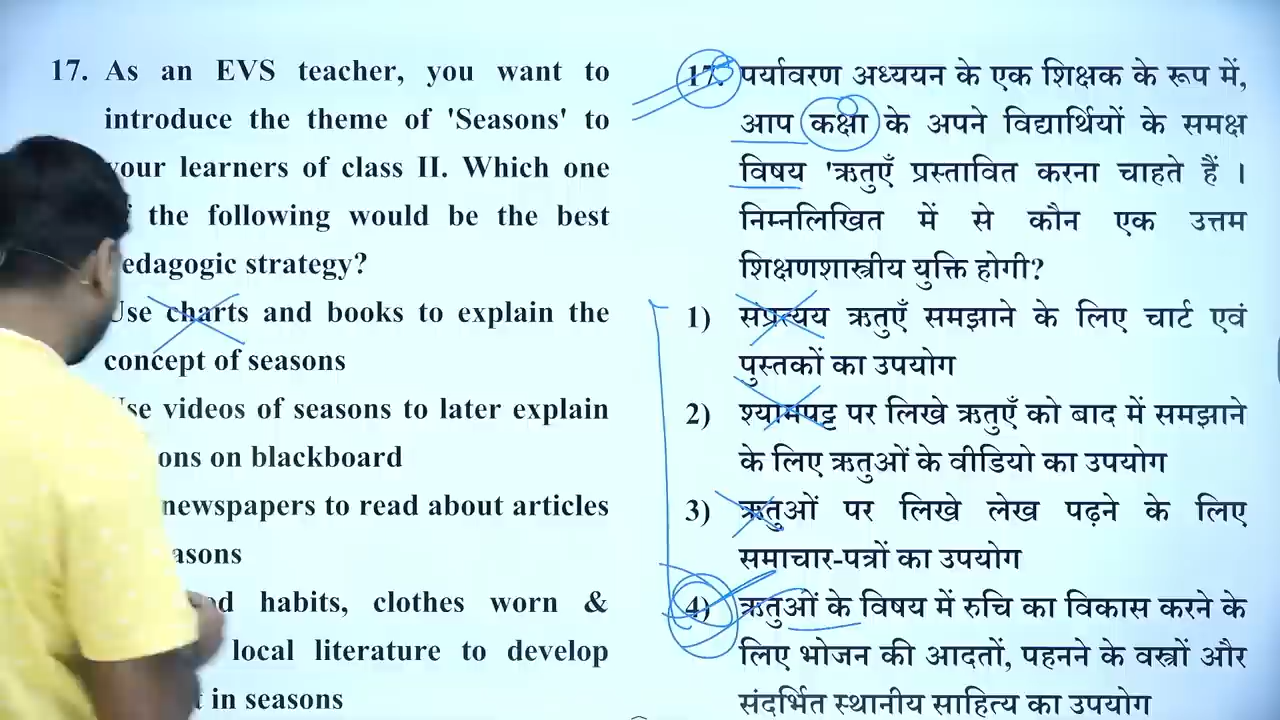 17. As an EVS teacher, you want to
introduce the theme of 'Seasons' to
your learners of class II. Which one
the following would be the best
pedagogic strategy?
Use charts and books to explain the
concept of seasons
Use videos of seasons to later explain
on blackboard
newspapers to read about articles
habits, clothes worn &
local literature to develop
in seasons
17. पर्यावरण अध्ययन के एक शिक्षक के रूप में,
आप कक्षा के अपने विद्यार्थियों के समक्ष
विषय 'ऋतुएँ प्रस्तावित करना चाहते हैं ।
निम्नलिखित में से कौन एक उत्तम
शिक्षणशास्त्रीय युक्ति होगी?
1) संप्रत्यय ऋतुएँ समझाने के लिए चार्ट एवं
पुस्तकों का उपयोग
2) श्यामपट्ट पर लिखे ऋतुएँ को बाद में समझाने
के लिए ऋतुओं के वीडियो का उपयोग
3) ऋतुओं पर लिखे लेख पढ़ने के लिए
समाचार-पत्रों का उपयोग
4) ऋतुओं के विषय में रुचि का विकास करने के
लिए भोजन की आदतों, पहनने के वस्त्रों और
संदर्भित स्थानीय साहित्य का उपयोग